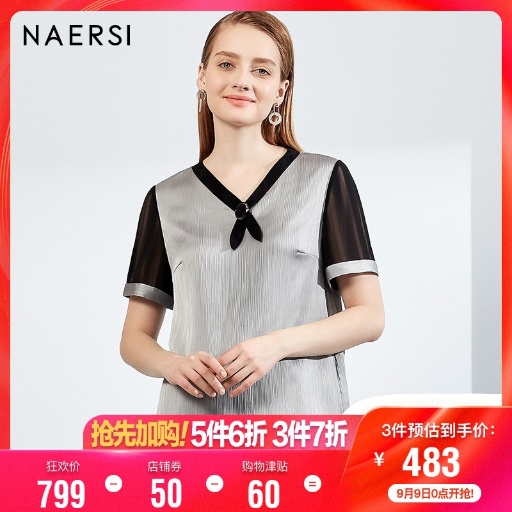 NAERSI
抢先加购! 5件6折 3件7折
狂欢价
799
-
店铺券
50
-
购物津贴
60
=
3件预估到手价:
¥ 483
9月9日0点开抢!